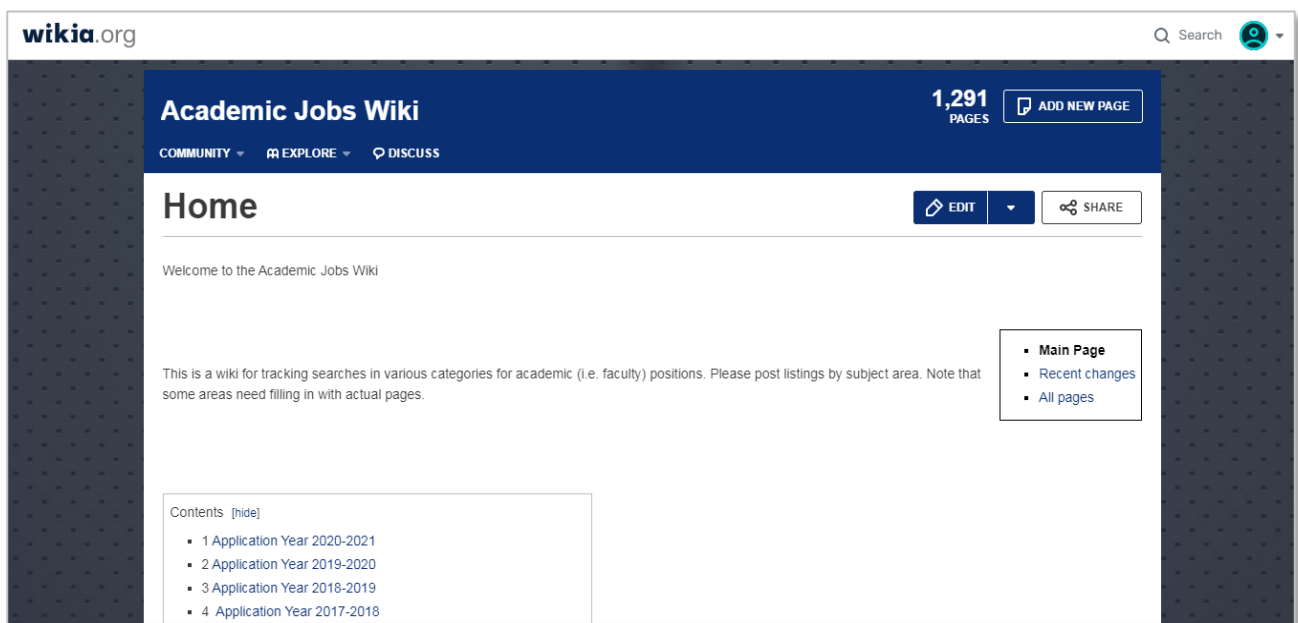 wikia.org
Search
Academic Jobs Wiki
1,291
PAGES
ADD NEW PAGE
COMMUNITY
EXPLORE
DISCUSS
Home
EDIT
SHARE
Welcome to the Academic Jobs Wiki
This is a wiki for tracking searches in various categories for academic (i.e. faculty) positions. Please post listings by subject area. Note that
some areas need filling in with actual pages.
Main Page
Recent changes
All pages
Contents [hide]
1 Application Year 2020-2021
2 Application Year 2019-2020
3 Application Year 2018-2019
4 Application Year 2017-2018